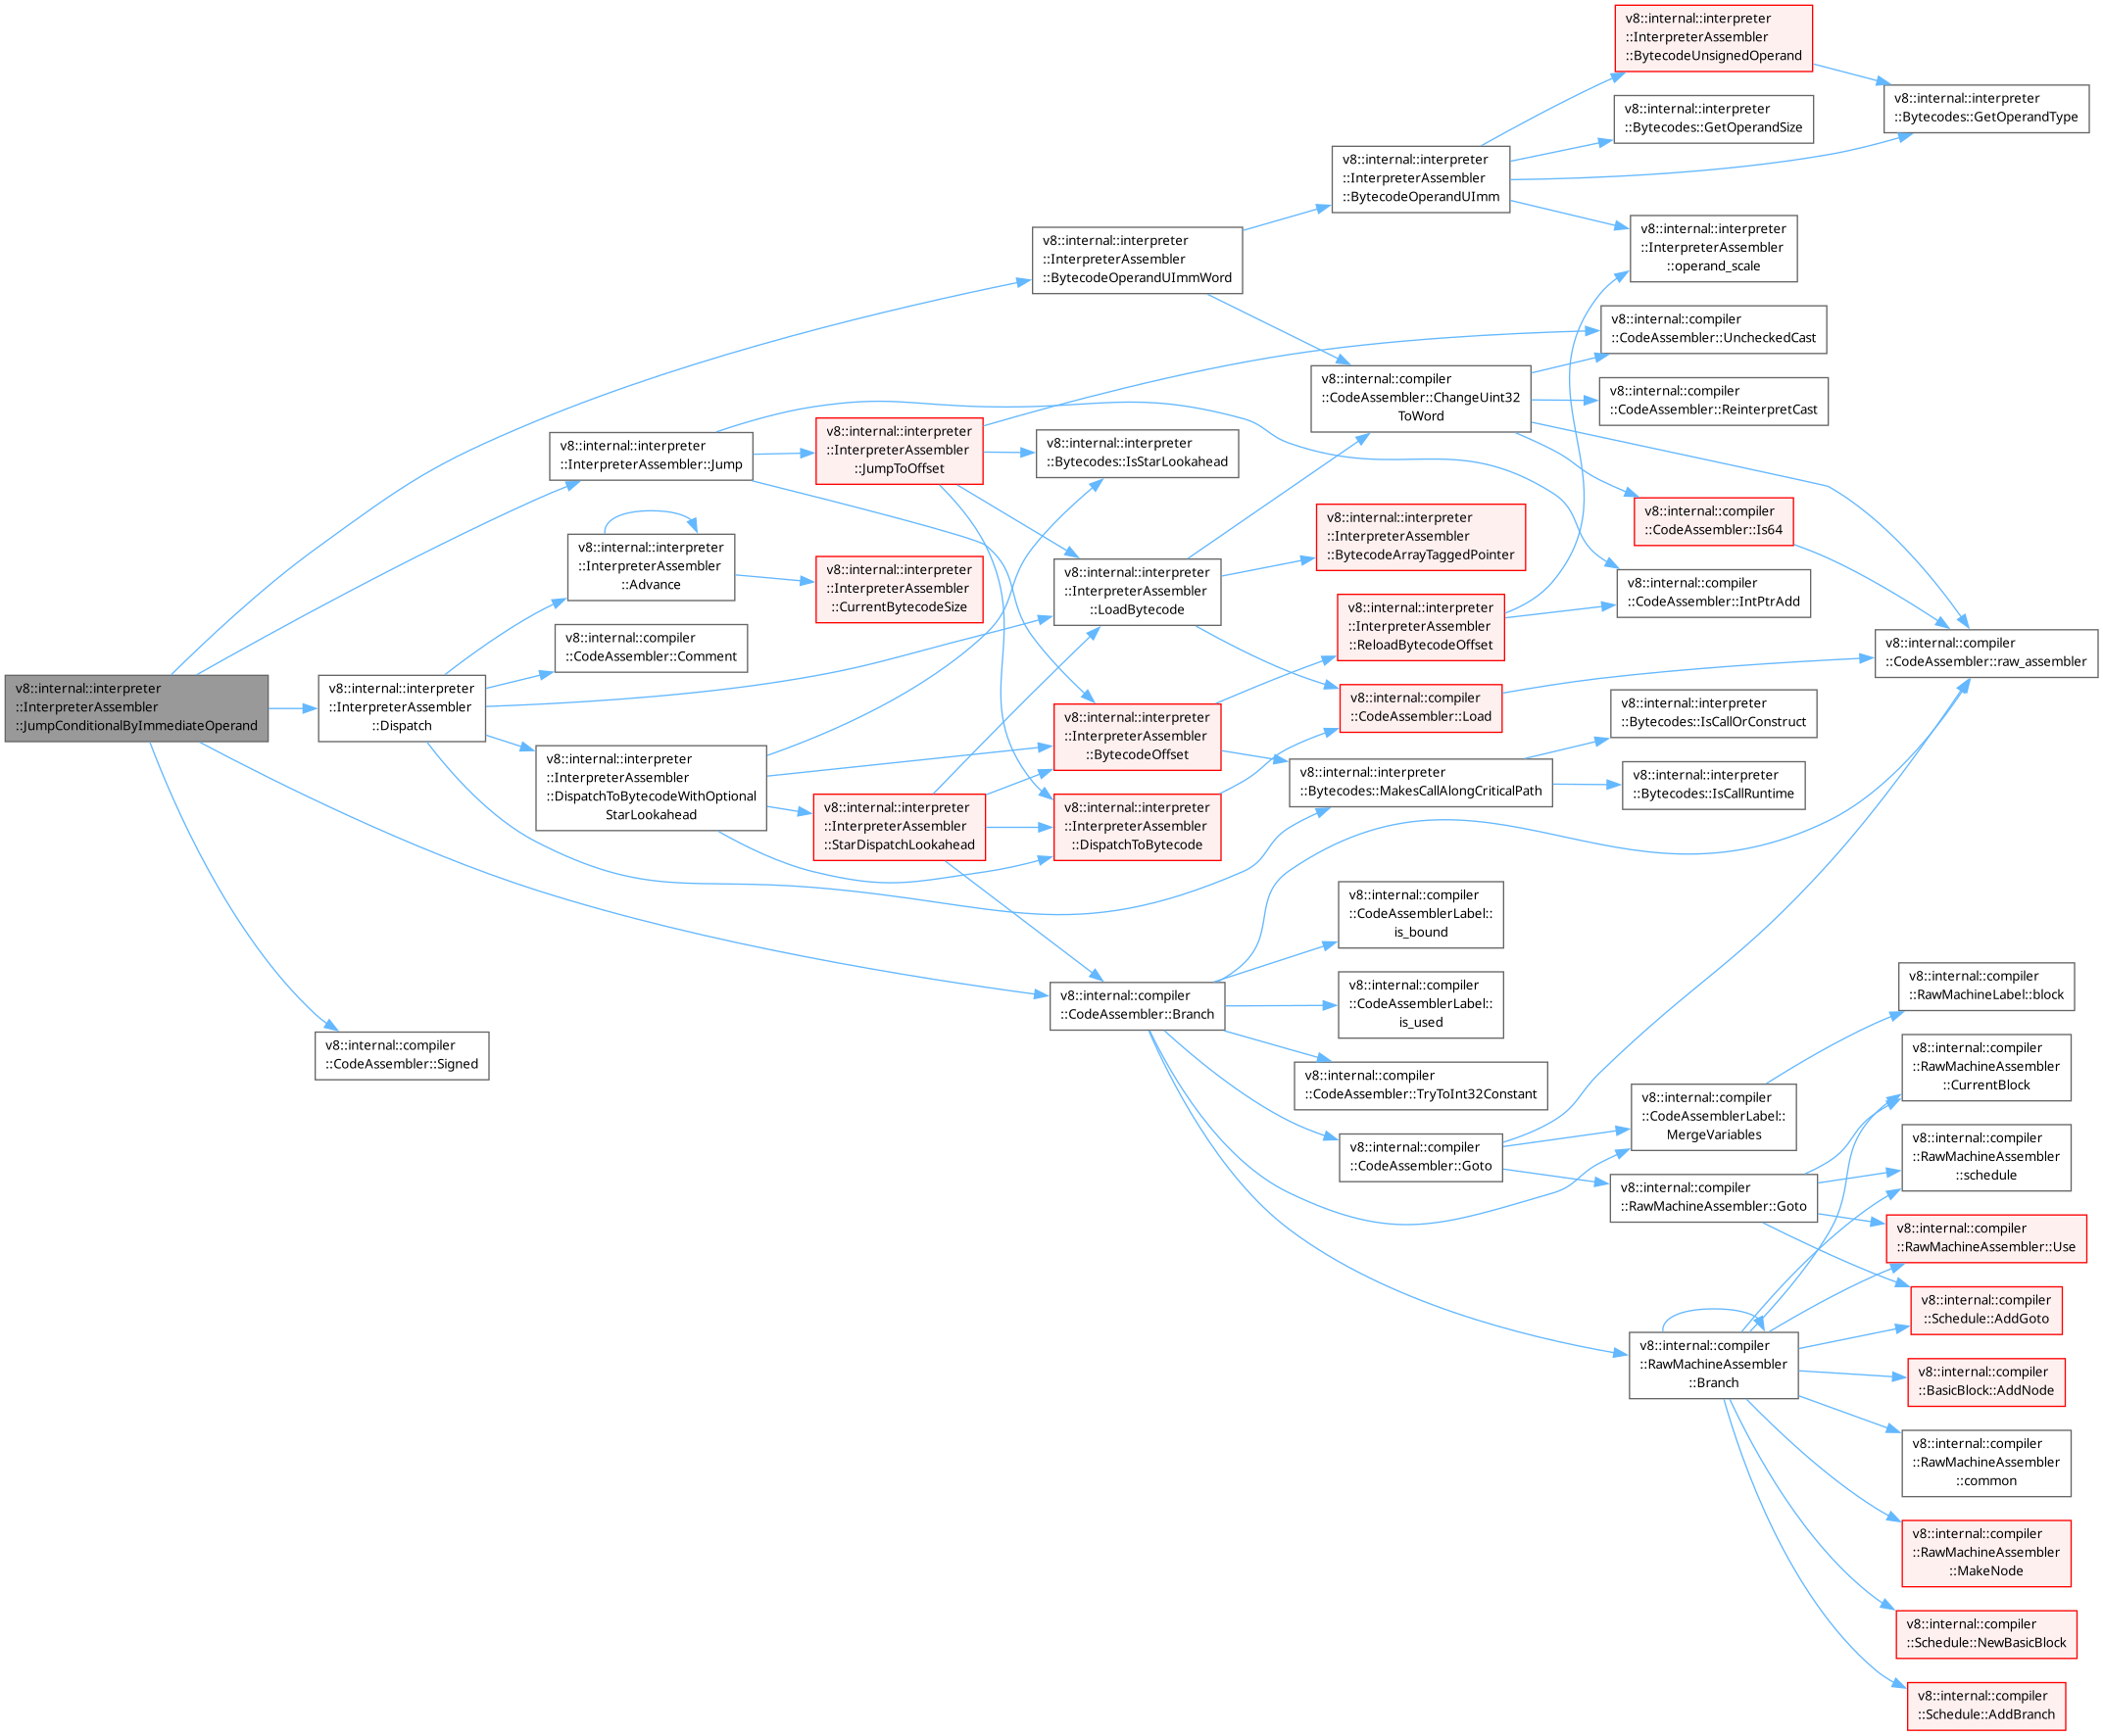 v8::internal::interpreter
::InterpreterAssembler
::JumpConditionalByImmediateOperand
v8::internal::interpreter
::InterpreterAssembler
::Dispatch
v8::internal::compiler
::CodeAssembler::Signed
v8::internal::interpreter
::InterpreterAssembler::Jump
v8::internal::interpreter
::InterpreterAssembler
::Advance
v8::internal::compiler
::CodeAssembler::Comment
v8::internal::interpreter
::InterpreterAssembler
::DispatchToBytecodeWithOptional
StarLookahead
v8::internal::interpreter
::InterpreterAssembler
::JumpToOffset
v8::internal::interpreter
::InterpreterAssembler
::CurrentBytecodeSize
v8::internal::interpreter
::InterpreterAssembler
::StarDispatchLookahead
v8::internal::interpreter
::InterpreterAssembler
::BytecodeOperandUImmWord
v8::internal::interpreter
::Bytecodes::IsStarLookahead
v8::internal::interpreter
::InterpreterAssembler
::LoadBytecode
v8::internal::interpreter
::InterpreterAssembler
::BytecodeOffset
v8::internal::interpreter
::InterpreterAssembler
::DispatchToBytecode
v8::internal::compiler
::CodeAssembler::Branch
v8::internal::interpreter
::InterpreterAssembler
::BytecodeOperandUImm
v8::internal::compiler
::CodeAssembler::ChangeUint32
ToWord
v8::internal::interpreter
::InterpreterAssembler
::BytecodeArrayTaggedPointer
v8::internal::interpreter
::InterpreterAssembler
::ReloadBytecodeOffset
v8::internal::compiler
::CodeAssembler::Load
v8::internal::interpreter
::Bytecodes::MakesCallAlongCriticalPath
v8::internal::compiler
::CodeAssemblerLabel::
is_bound
v8::internal::compiler
::CodeAssemblerLabel::
is_used
v8::internal::compiler
::CodeAssembler::TryToInt32Constant
v8::internal::compiler
::CodeAssembler::Goto
v8::internal::interpreter
::InterpreterAssembler
::BytecodeUnsignedOperand
v8::internal::interpreter
::Bytecodes::GetOperandSize
v8::internal::interpreter
::InterpreterAssembler
::operand_scale
v8::internal::compiler
::CodeAssembler::UncheckedCast
v8::internal::compiler
::CodeAssembler::ReinterpretCast
v8::internal::compiler
::CodeAssembler::Is64
v8::internal::compiler
::CodeAssembler::IntPtrAdd
v8::internal::interpreter
::Bytecodes::IsCallOrConstruct
v8::internal::interpreter
::Bytecodes::IsCallRuntime
v8::internal::compiler
::CodeAssemblerLabel::
MergeVariables
v8::internal::compiler
::RawMachineAssembler::Goto
v8::internal::compiler
::RawMachineAssembler
::Branch
v8::internal::interpreter
::Bytecodes::GetOperandType
v8::internal::compiler
::CodeAssembler::raw_assembler
v8::internal::compiler
::RawMachineLabel::block
v8::internal::compiler
::RawMachineAssembler
::CurrentBlock
v8::internal::compiler
::RawMachineAssembler
::schedule
v8::internal::compiler
::RawMachineAssembler::Use
v8::internal::compiler
::Schedule::AddGoto
v8::internal::compiler
::BasicBlock::AddNode
v8::internal::compiler
::RawMachineAssembler
::common
v8::internal::compiler
::RawMachineAssembler
::MakeNode
v8::internal::compiler
::Schedule::NewBasicBlock
v8::internal::compiler
::Schedule::AddBranch